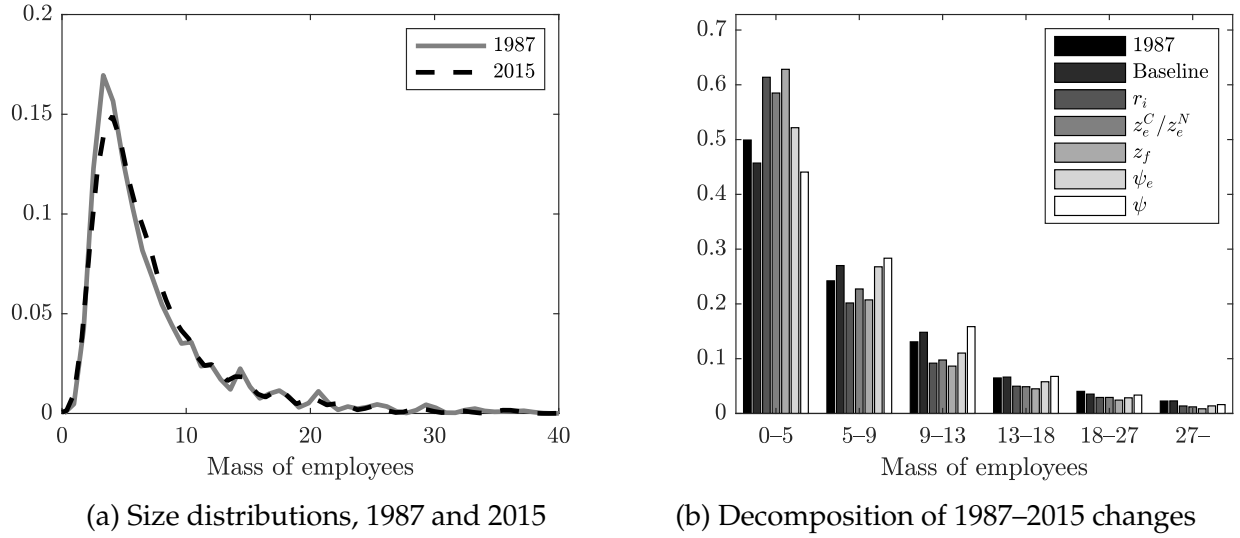 0.2
0.15
0.1
0.05
0
0
10
20
30
40
1987
2015
Mass of employees
(a) Size distributions, 1987 and 2015
0.7
0.6
0.5
0.4
0.3
0.2
0.1
0
1987
Baseline
r_i
z_e^C/z_e^N
z_f
ψ_e
ψ
0–5
5–9
9–13
13–18
18–27
27–
Mass of employees
(b) Decomposition of 1987–2015 changes